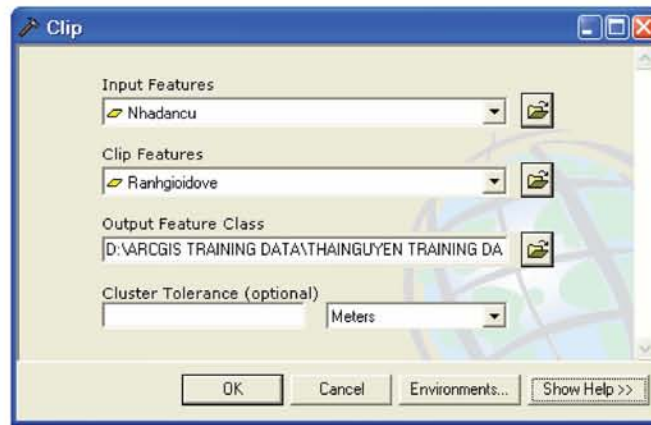 Clip
Input Features
Nhadancu
Clip Features
Ranhgioidove
Output Feature Class
D:\ARCGIS TRAINING DATA\THAINGUYEN TRAINING DA
Cluster Tolerance (optional)
Meters
OK Cancel Environments... Show Help >>